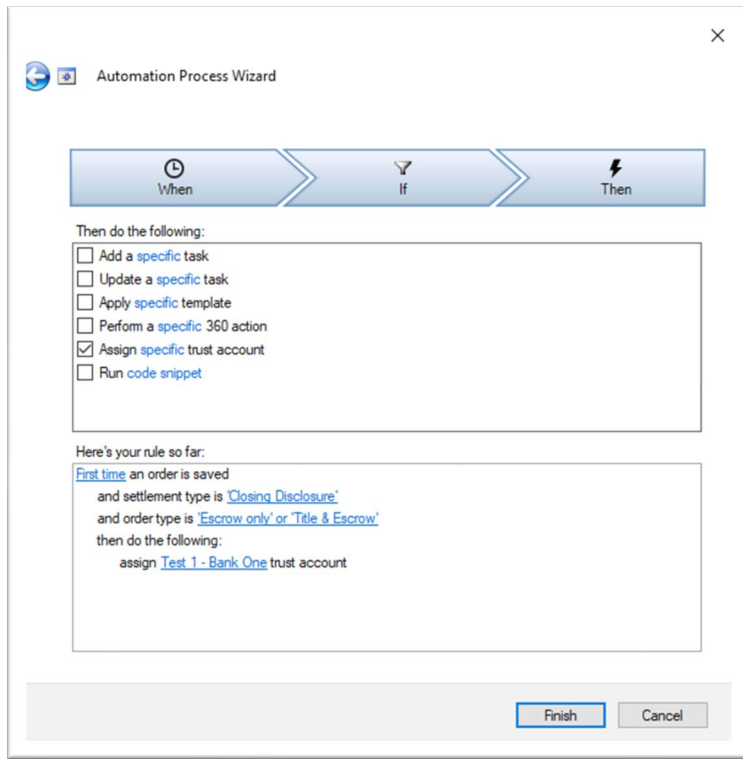 Automation Process Wizard
When
If
Then
Then do the following:
Add a specific task
Update a specific task
Apply specific template
Perform a specific 360 action
Assign specific trust account
Run code snippet
Here's your rule so far:
First time an order is saved
and settlement type is 'Closing Disclosure'
and order type is 'Escrow only' or 'Title & Escrow'
then do the following:
assign Test 1 - Bank One trust account
Finish
Cancel